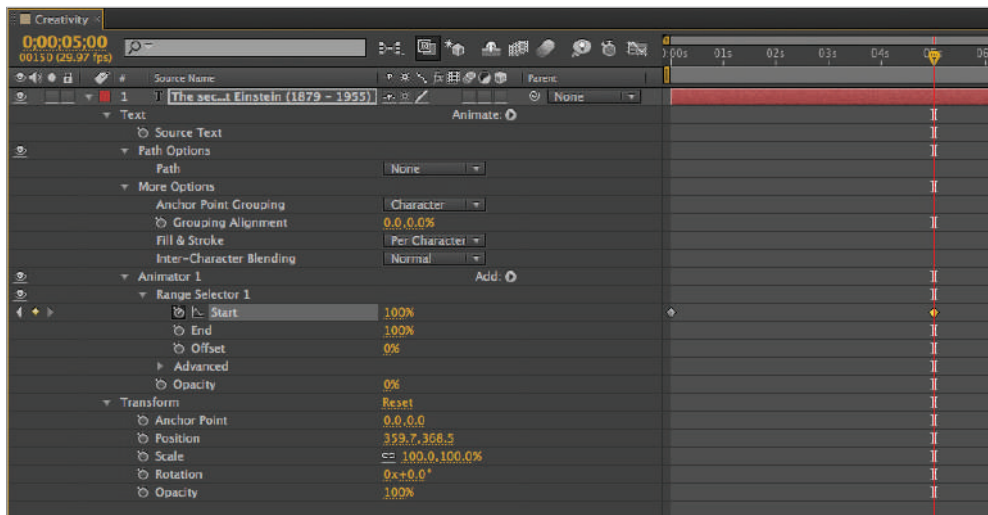 Creativity
0;00;05;00
00150 (29.97 fps)
0:00s 01s 02s 03s 04s 05s 06
# Source Name Parent
1 T The sec...t Einstein (1879 - 1955) None
Text Animate:
Source Text
Path Options
Path None
More Options
Anchor Point Grouping Character
Grouping Alignment 0.0,0.0%
Fill & Stroke Per Character
Inter-Character Blending Normal
Animator 1 Add:
Range Selector 1
Start 100%
End 100%
Offset 0%
Advanced
Opacity 0%
Transform Reset
Anchor Point 0.0,0.0
Position 359.7,368.5
Scale 100.0,100.0%
Rotation 0x+0.0°
Opacity 100%